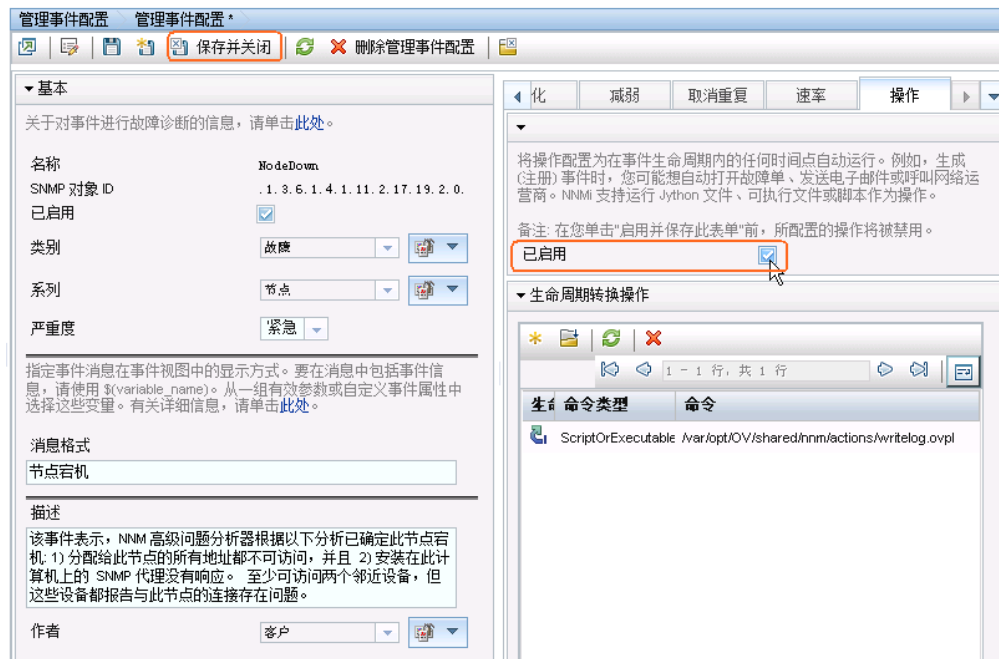 管理事件配置 管理事件配置 *
保存并关闭 删除管理事件配置
基本
关于对事件进行故障诊断的信息，请单击此处。
名称 NodeDown
SNMP 对象 ID .1.3.6.1.4.1.11.2.17.19.2.0.
已启用
类别 故障
系列 节点
严重度 紧急
指定事件消息在事件视图中的显示方式。要在消息中包括事件信
息，请使用 $(variable_name)。从一组有效参数或自定义事件属性中
选择这些变量。有关详细信息，请单击此处。
消息格式
节点宕机
描述
该事件表示，NNM 高级问题分析器根据以下分析已确定此节点宕
机: 1) 分配给此节点的所有地址都不可访问，并且 2) 安装在此计
算机上的 SNMP 代理没有响应。 至少可访问两个邻近设备，但
这些设备都报告与此节点的连接存在问题。
作者 客户
化 减弱 取消重复 速率 操作
将操作配置为在事件生命周期内的任何时间点自动运行。例如，生成
(注册) 事件时，您可能想自动打开故障单、发送电子邮件或呼叫网络运
营商。NNMi 支持运行 Jython 文件、可执行文件或脚本作为操作。
备注: 在您单击"启用并保存此表单"前，所配置的操作将被禁用。
已启用
生命周期转换操作
1 - 1 行, 共 1 行
生命 命令类型 命令
ScriptOrExecutable /var/opt/OV/shared/nnm/actions/writelog.ovpl